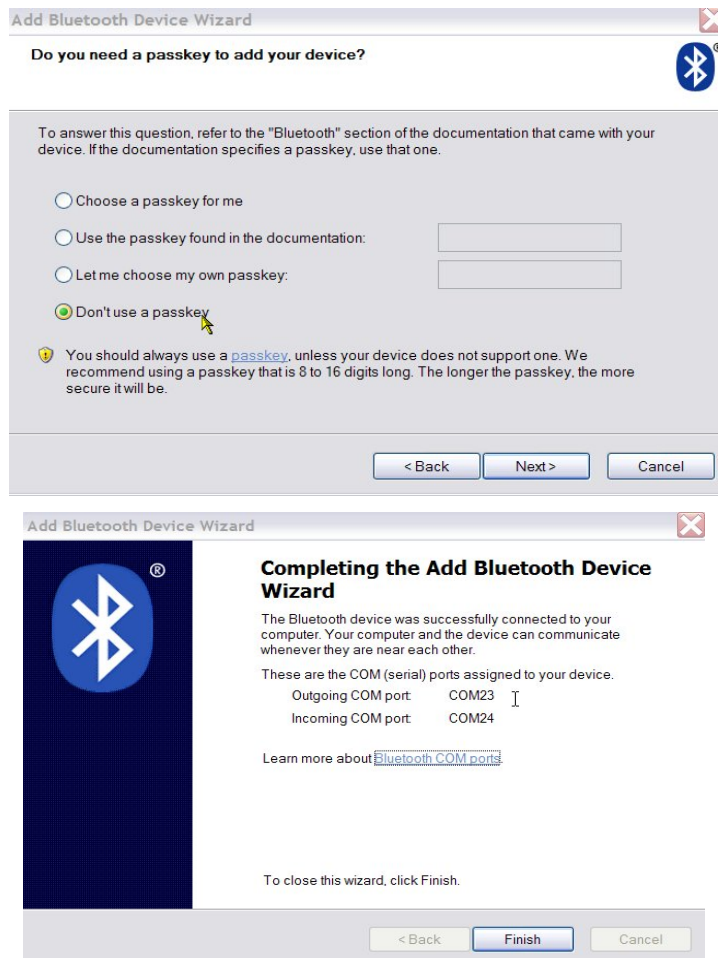 Add Bluetooth Device Wizard
Do you need a passkey to add your device?
®
To answer this question, refer to the "Bluetooth" section of the documentation that came with your
device. If the documentation specifies a passkey, use that one.
Choose a passkey for me
Use the passkey found in the documentation:
Let me choose my own passkey:
Don't use a passkey
You should always use a passkey, unless your device does not support one. We
recommend using a passkey that is 8 to 16 digits long. The longer the passkey, the more
secure it will be.
< Back Next > Cancel
Add Bluetooth Device Wizard
®
Completing the Add Bluetooth Device
Wizard
The Bluetooth device was successfully connected to your
computer. Your computer and the device can communicate
whenever they are near each other.
These are the COM (serial) ports assigned to your device.
Outgoing COM port: COM23
Incoming COM port: COM24
Learn more about Bluetooth COM ports.
To close this wizard, click Finish.
< Back Finish Cancel